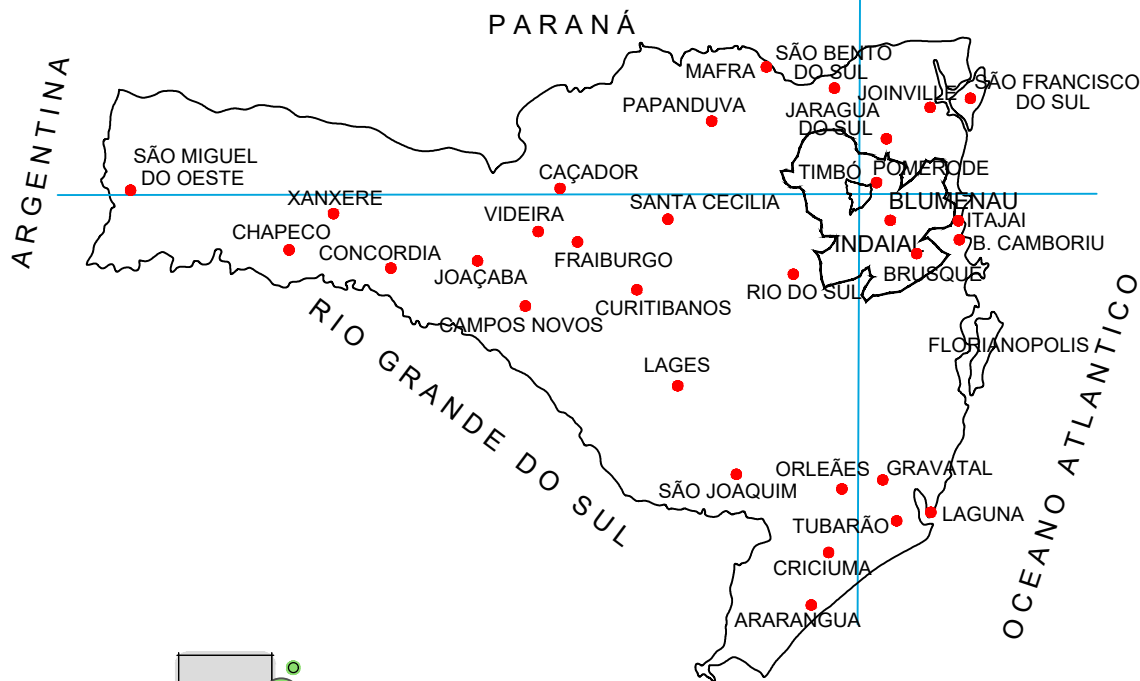 PARANÁ
ARGENTINA
SÃO BENTO
DO SUL
MAFRA
SÃO FRANCISCO
DO SUL
JOINVILLE
PAPANDUVA
JARAGUA
DO SUL
SÃO MIGUEL
DO OESTE
CAÇADOR
TIMBÓ
POMERODE
XANXERE
VIDEIRA
SANTA CECILIA
BLUMENAU
ITAJAI
CHAPECO
CONCORDIA
JOAÇABA
FRAIBURGO
INDAIAL
B. CAMBORIU
BRUSQUE
RIO DO SUL
CURITIBANOS
CAMPOS NOVOS
RIO GRANDE DO SUL
FLORIANOPOLIS
LAGES
OCEANO ATLANTICO
ORLEÃES
GRAVATAL
SÃO JOAQUIM
LAGUNA
TUBARÃO
CRICIUMA
ARARANGUA